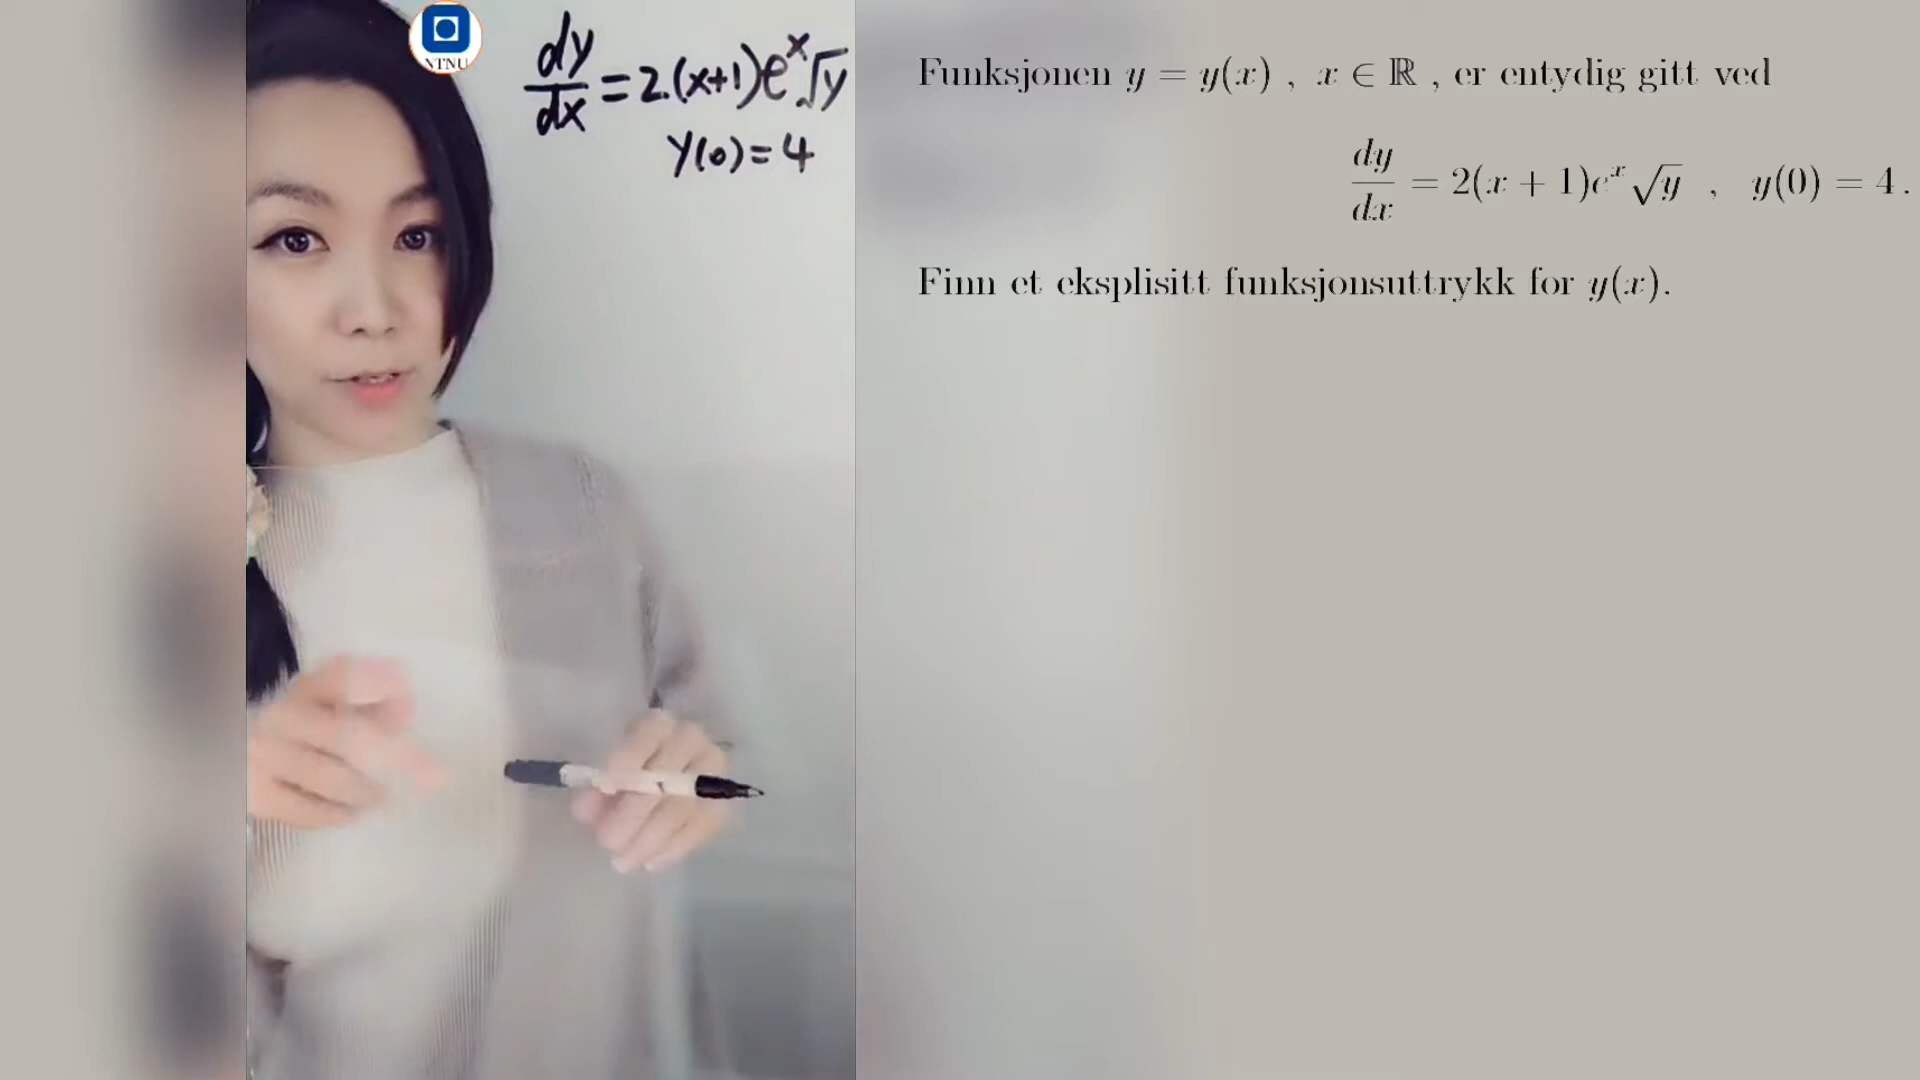 NTNU
dy/dx = 2·(x+1)e^x √y
y(0) = 4
Funksjonen y = y(x) , x ∈ ℝ , er entydig gitt ved
dy/dx = 2(x + 1)e^x √y , y(0) = 4.
Finn et eksplisitt funksjonsuttrykk for y(x).